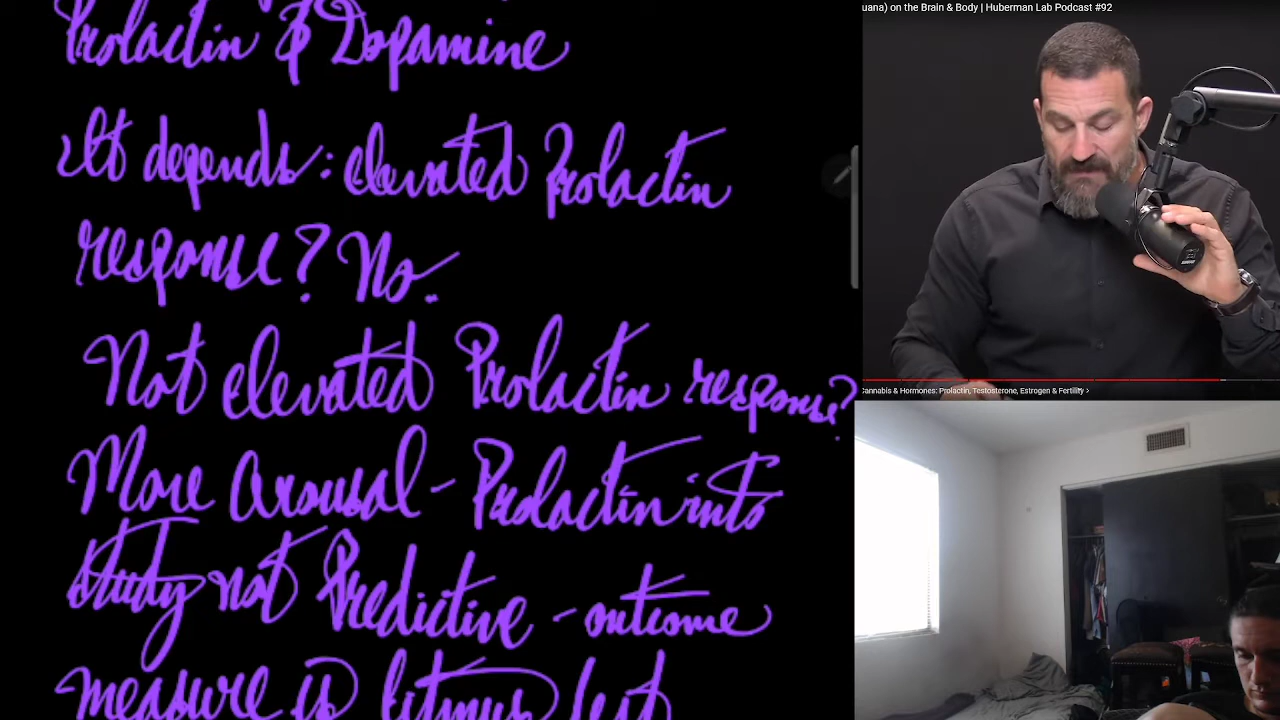 Prolactin & Dopamine
It depends: elevated Prolactin
response? No.
Not elevated Prolactin response?
More Arousal - Prolactin into
study not Predictive - outcome
measure is litmus test
uana) on the Brain & Body | Huberman Lab Podcast #92
Cannabis & Hormones: Prolactin, Testosterone, Estrogen & Fertility >